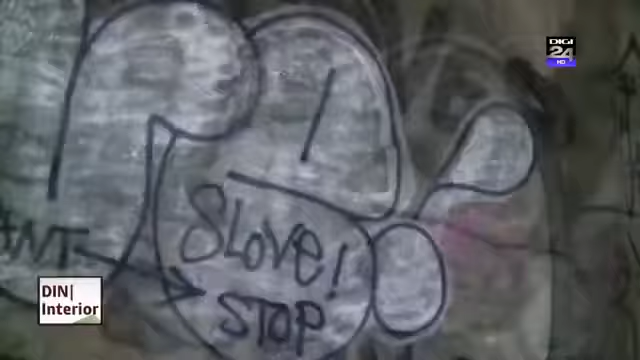 DIGI
24
HD
SLOVE!
STOP
DIN|
Interior